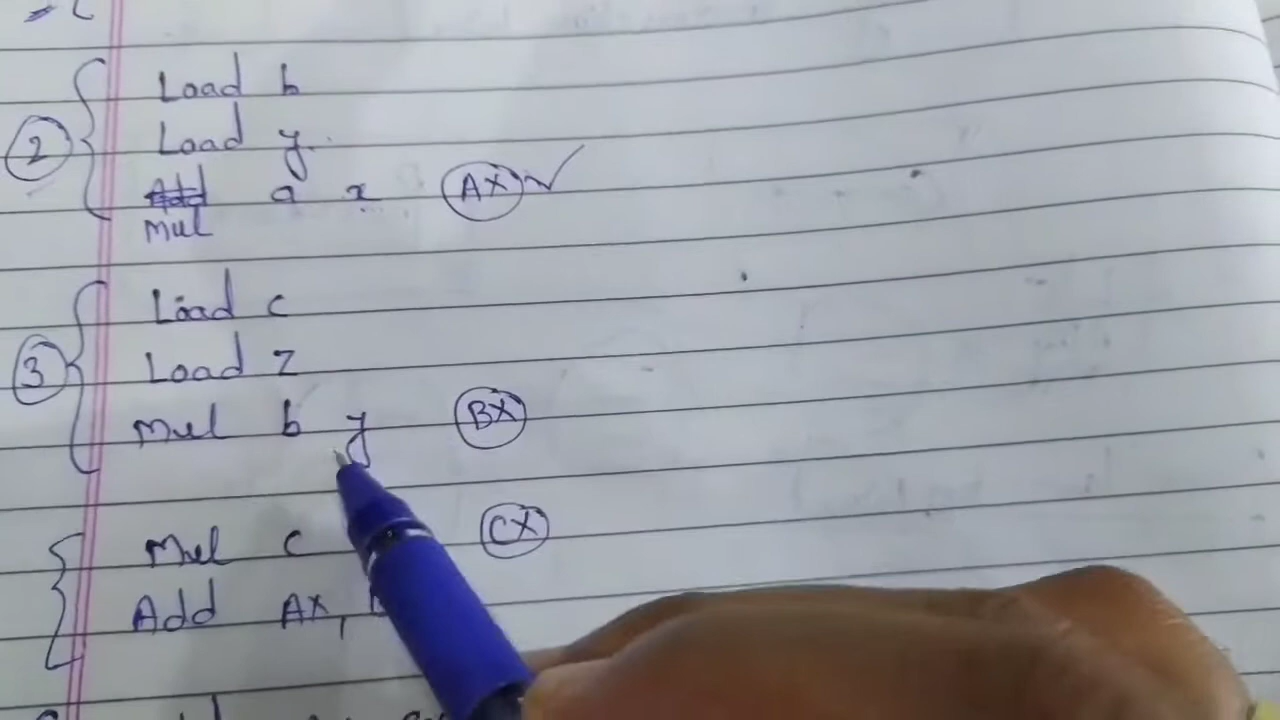 Load b
Load y
② Add a x AX ✓
Mul
Load c
Load z
③ Mul b y BX
Mul c CX
Add AX,